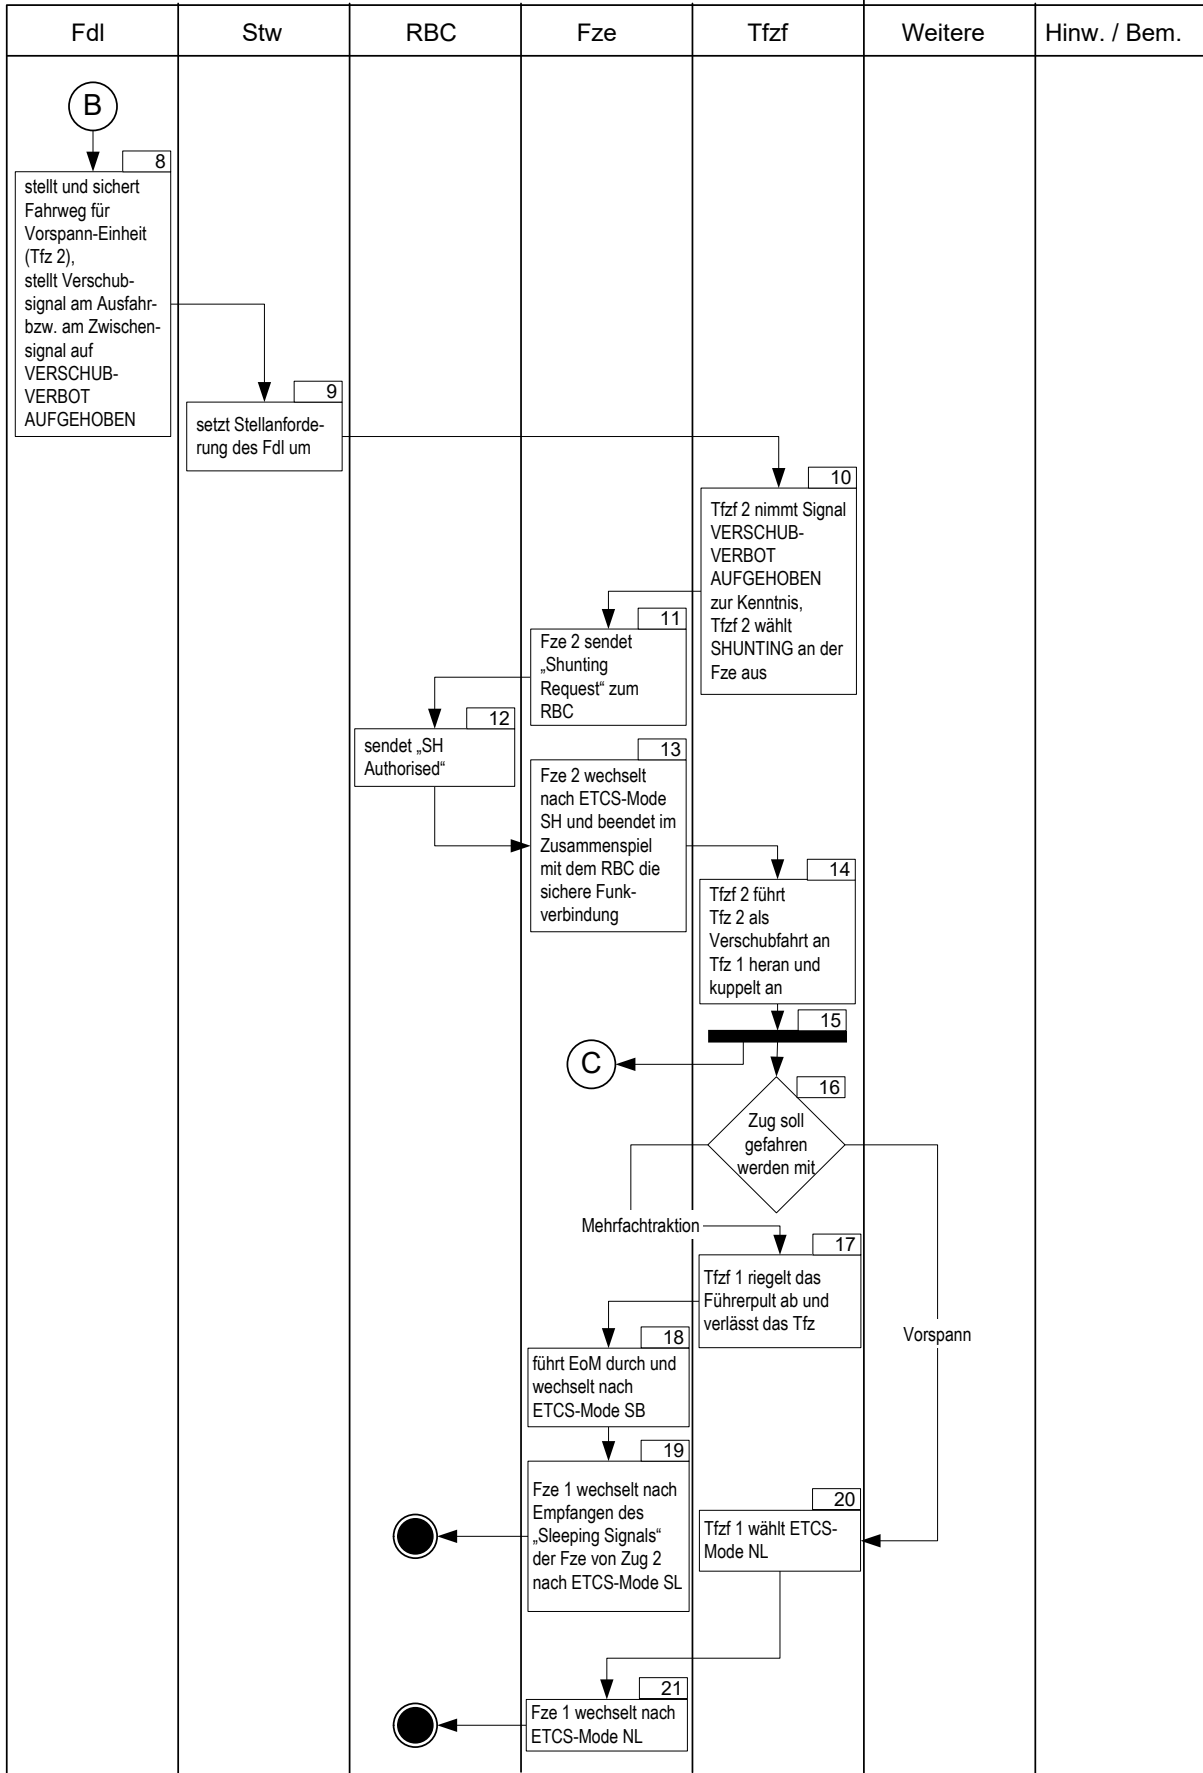 Fdl
Stw
RBC
Fze
Tfzf
Weitere
Hinw. / Bem.
B
8
stellt und sichert
Fahrweg für
Vorspann-Einheit
(Tfz 2),
stellt Verschub-
signal am Ausfahr-
bzw. am Zwischen-
signal auf
VERSCHUB-
VERBOT
AUFGEHOBEN
9
setzt Stellanforde-
rung des Fdl um
10
Tfzf 2 nimmt Signal
VERSCHUB-
VERBOT
AUFGEHOBEN
zur Kenntnis,
Tfzf 2 wählt
SHUNTING an der
Fze aus
11
Fze 2 sendet
„Shunting
Request“ zum
RBC
12
sendet „SH
Authorised“
13
Fze 2 wechselt
nach ETCS-Mode
SH und beendet im
Zusammenspiel
mit dem RBC die
sichere Funk-
verbindung
14
Tfzf 2 führt
Tfz 2 als
Verschubfahrt an
Tfz 1 heran und
kuppelt an
15
C
16
Zug soll
gefahren
werden mit
Mehrfachtraktion
17
Tfzf 1 riegelt das
Führerpult ab und
verlässt das Tfz
Vorspann
18
führt EoM durch und
wechselt nach
ETCS-Mode SB
19
Fze 1 wechselt nach
Empfangen des
„Sleeping Signals“
der Fze von Zug 2
nach ETCS-Mode SL
20
Tfzf 1 wählt ETCS-
Mode NL
21
Fze 1 wechselt nach
ETCS-Mode NL